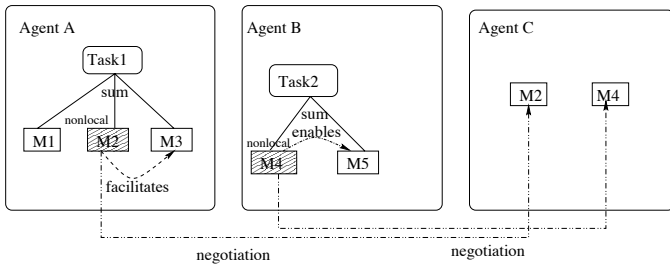 Agent A
Task1
sum
nonlocal
M1
M2
M3
facilitates
Agent B
Task2
sum
enables
nonlocal
M4
M5
Agent C
M2
M4
negotiation
negotiation